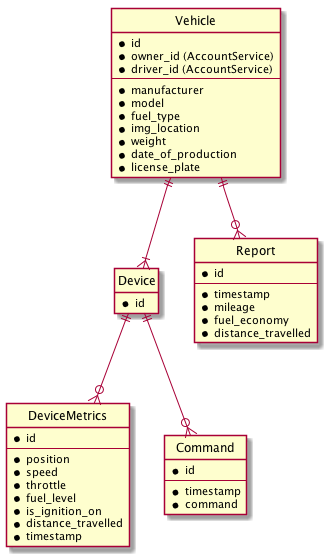 Vehicle
id
owner_id (AccountService)
driver_id (AccountService)
manufacturer
model
fuel_type
img_location
weight
date_of_production
license_plate
Report
id
timestamp
mileage
fuel_economy
distance_travelled
Device
id
DeviceMetrics
id
position
speed
throttle
fuel_level
is_ignition_on
distance_travelled
timestamp
Command
id
timestamp
command